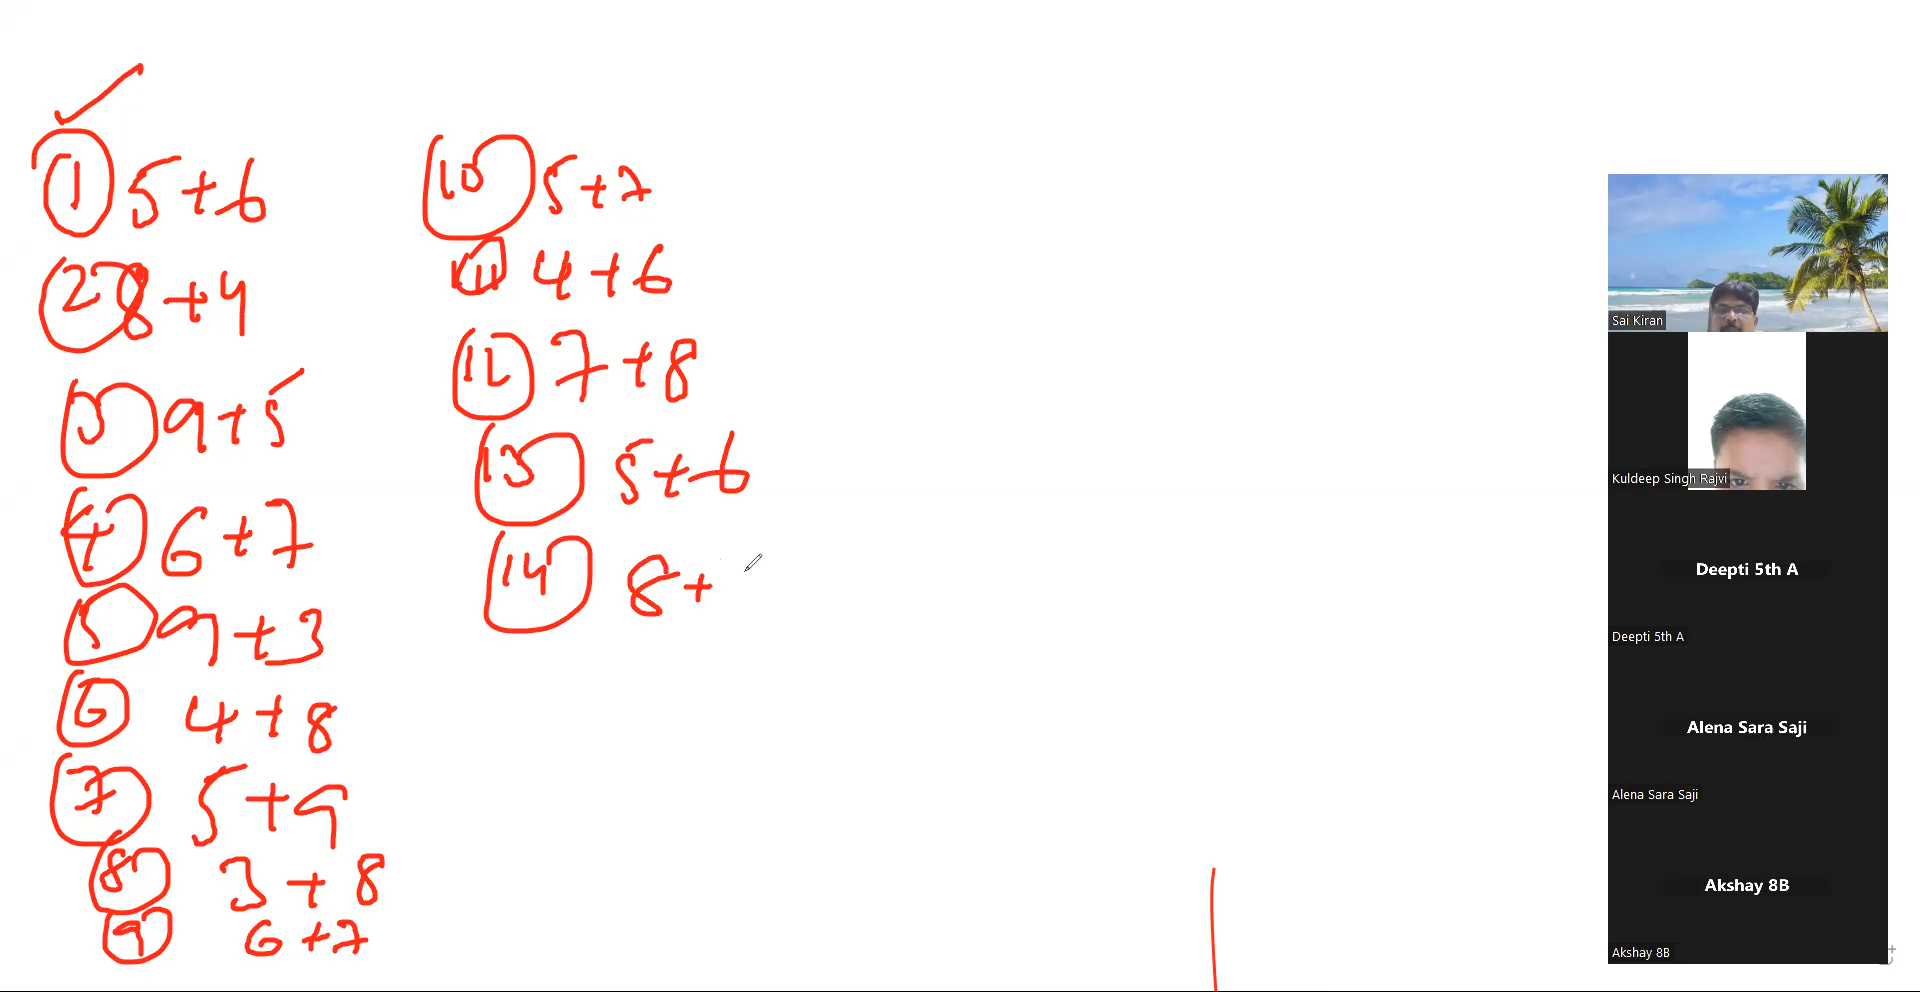 1 5+6
2 8+4
3 9+5
4 6+7
5 9+3
6 4+8
7 5+9
8 3+8
9 6+7
10 5+7
11 4+6
12 7+8
13 5+6
14 8+
Sai Kiran
Kuldeep Singh Rajvi
Deepti 5th A
Deepti 5th A
Alena Sara Saji
Alena Sara Saji
Akshay 8B
Akshay 8B